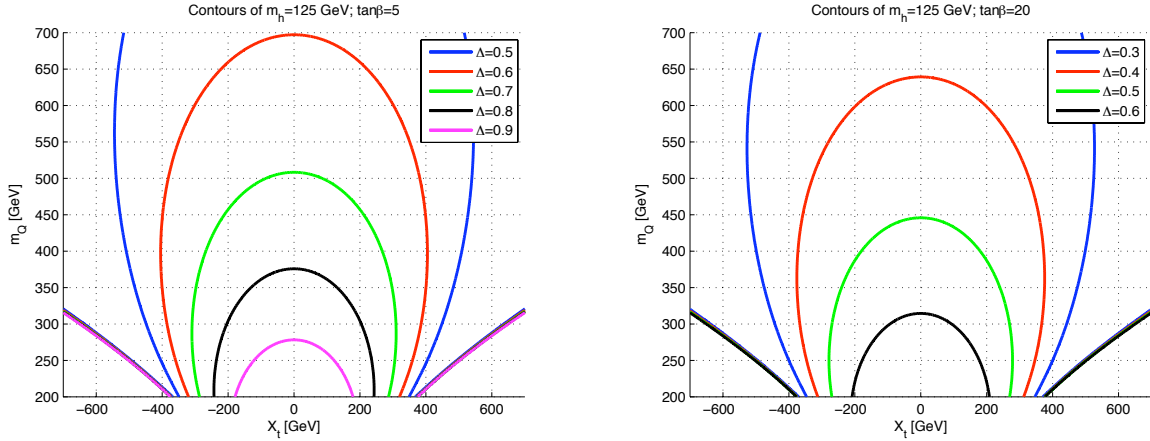 Contours of m_h=125 GeV; tanβ=5
m_Q [GeV]
700
650
600
550
500
450
400
350
300
250
200
Δ=0.5
Δ=0.6
Δ=0.7
Δ=0.8
Δ=0.9
−600 −400 −200 0 200 400 600
X_t [GeV]
Contours of m_h=125 GeV; tanβ=20
m_Q [GeV]
700
650
600
550
500
450
400
350
300
250
200
Δ=0.3
Δ=0.4
Δ=0.5
Δ=0.6
−600 −400 −200 0 200 400 600
X_t [GeV]